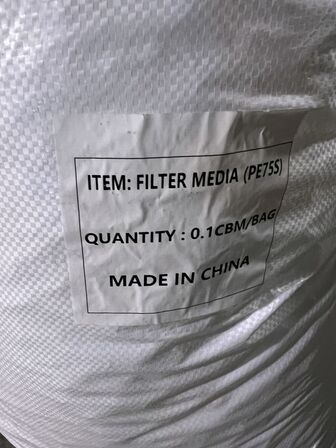 ITEM: FILTER MEDIA (PE75S)
QUANTITY : 0.1CBM/BAG
MADE IN CHINA